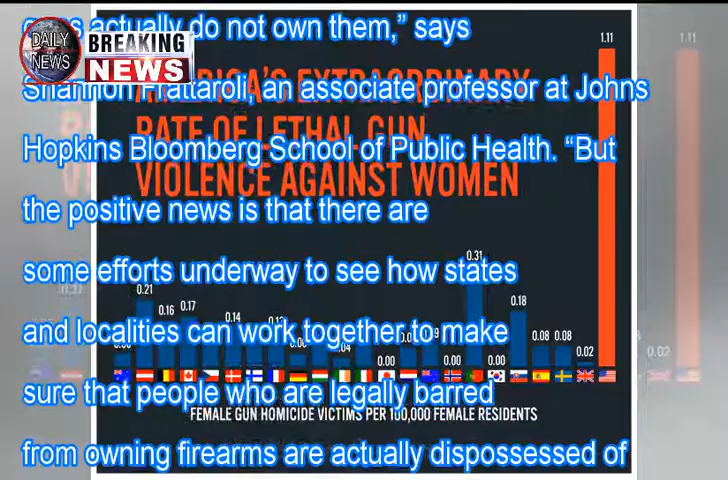 actually do not own them,” says
DAILY
NEWS
BREAKING
NEWS
Shannon Frattaroli, an associate professor at Johns
AMERICA'S EXTRAORDINARY
RATE OF LETHAL GUN
Hopkins Bloomberg School of Public Health. “But
VIOLENCE AGAINST WOMEN
the positive news is that there are
some efforts underway to see how states
and localities can work together to make
sure that people who are legally barred
from owning firearms are actually dispossessed of
1.11
1.11
0.21
0.16
0.17
0.14
0.00
0.00
0.31
0.00
0.18
0.08
0.08
0.02
0.02
FEMALE GUN HOMICIDE VICTIMS PER 100,000 FEMALE RESIDENTS